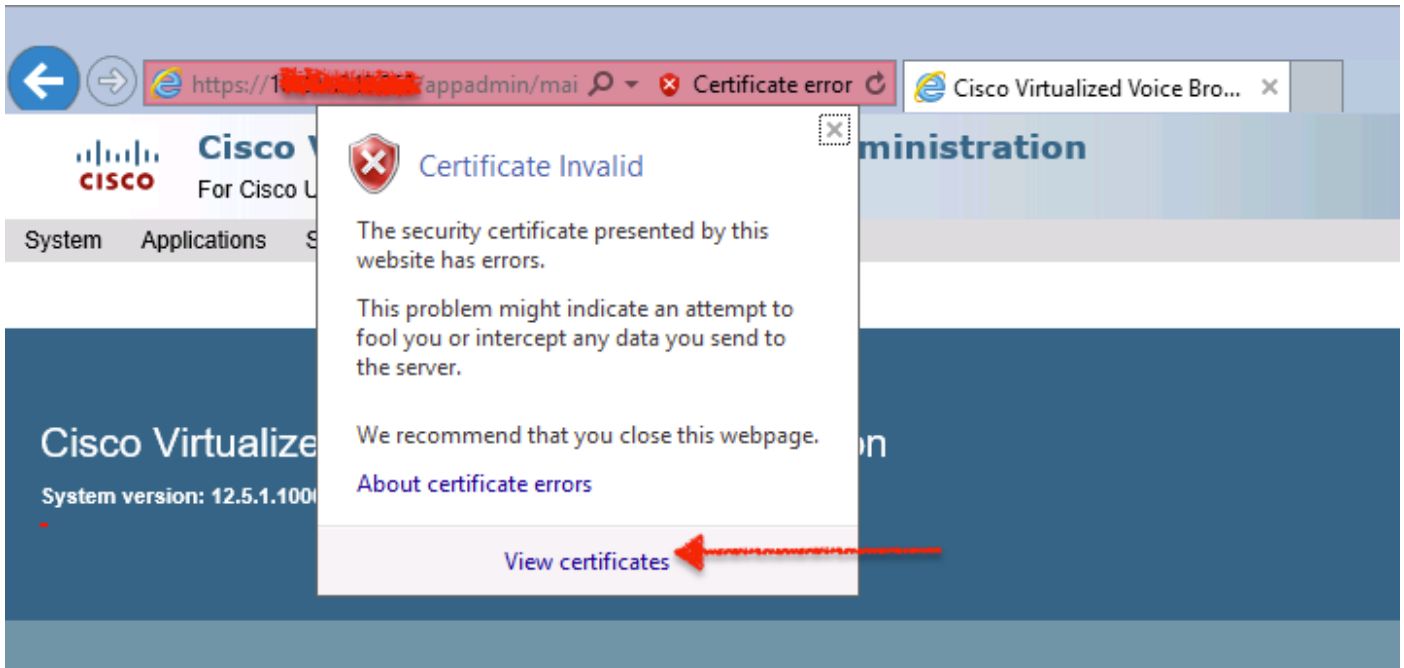 https://1 /appadmin/mai Certificate error
Cisco Virtualized Voice Bro...
CISCO
Cisco ministration
For Cisco
System Applications
Certificate Invalid
The security certificate presented by this
website has errors.
This problem might indicate an attempt to
fool you or intercept any data you send to
the server.
We recommend that you close this webpage.
About certificate errors
View certificates
Cisco Virtualize on
System version: 12.5.1.1000